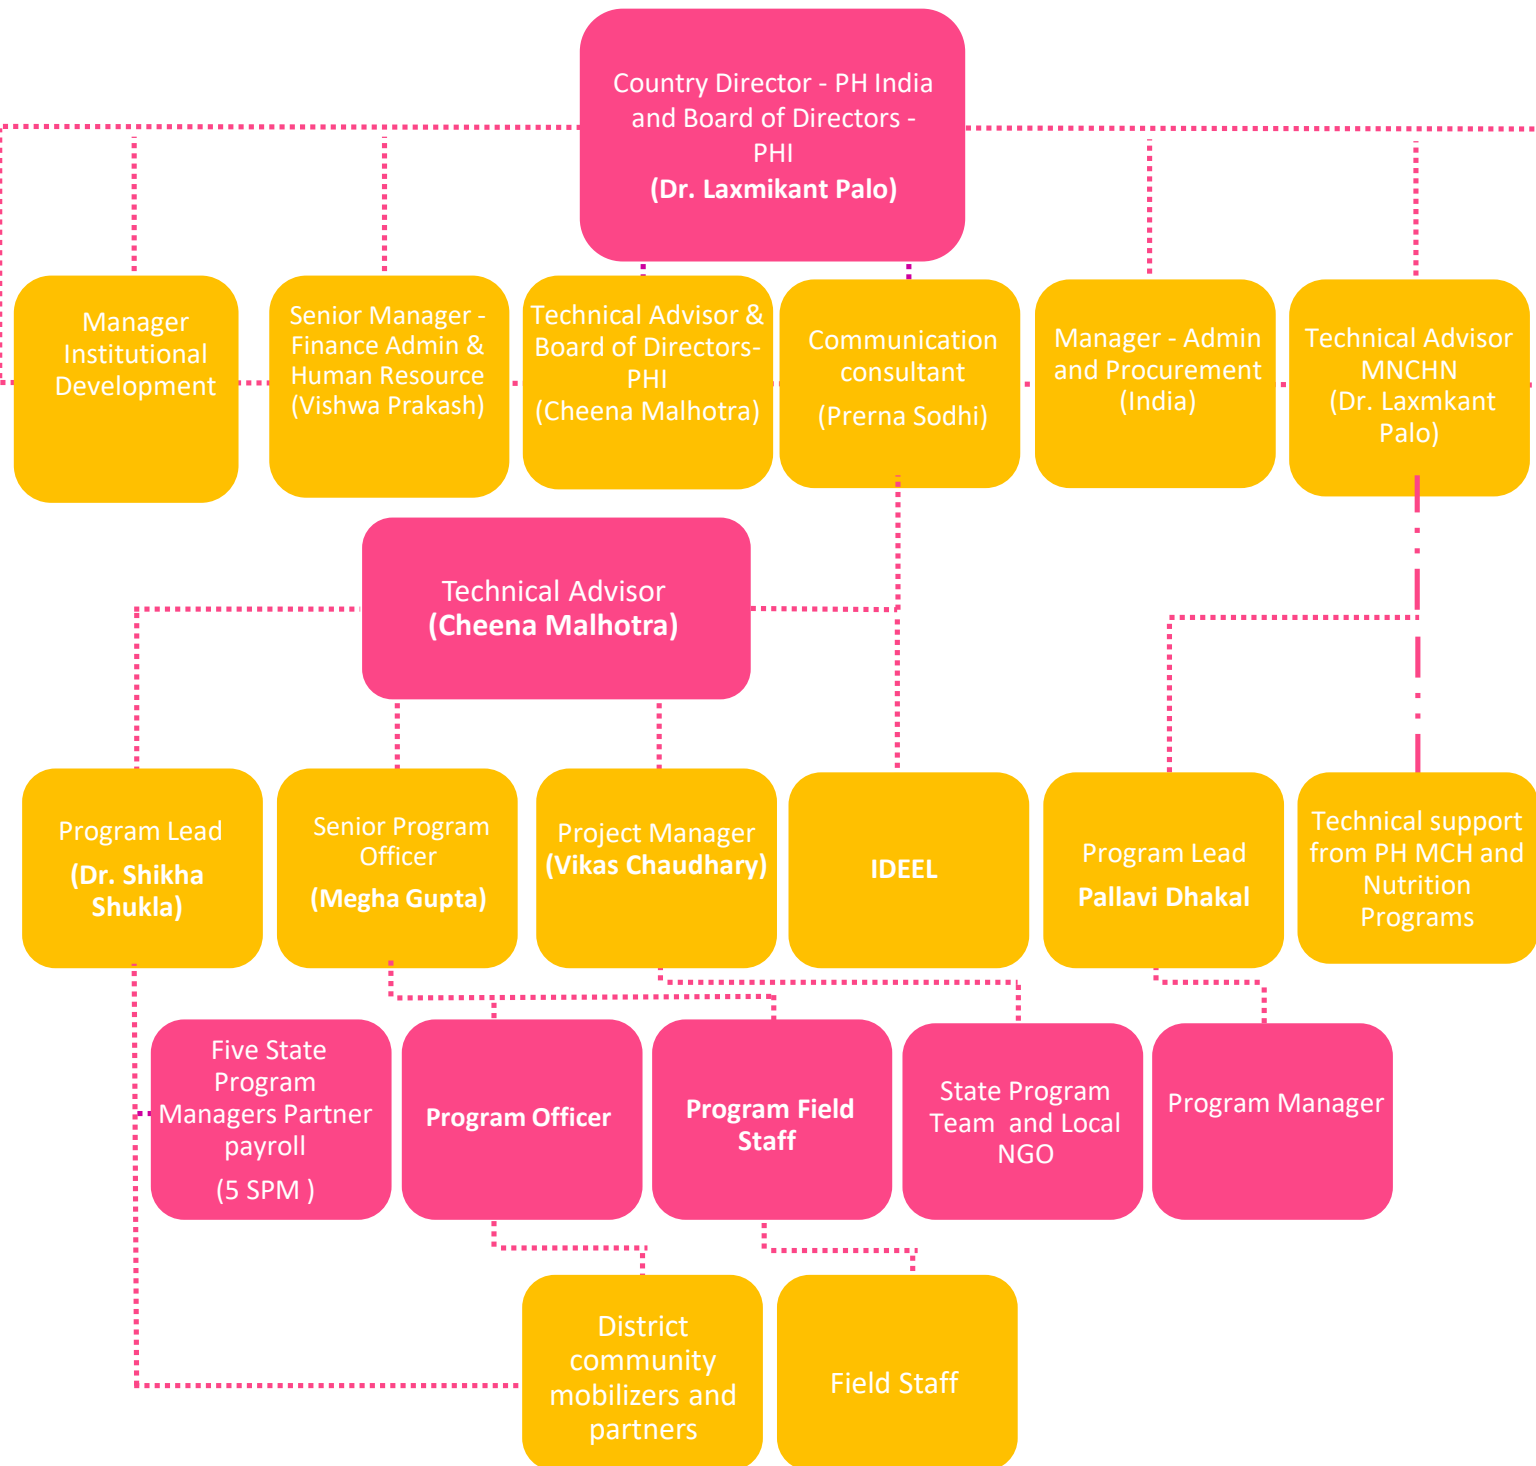 Country Director - PH India
and Board of Directors -
PHI
(Dr. Laxmikant Palo)
Manager
Institutional
Development
Senior Manager -
Finance Admin &
Human Resource
(Vishwa Prakash)
Technical Advisor &
Board of Directors-
PHI
(Cheena Malhotra)
Communication
consultant
(Prerna Sodhi)
Manager - Admin
and Procurement
(India)
Technical Advisor
MNCHN
(Dr. Laxmkant
Palo)
Technical Advisor
(Cheena Malhotra)
Program Lead
(Dr. Shikha
Shukla)
Senior Program
Officer
(Megha Gupta)
Project Manager
(Vikas Chaudhary)
IDEEL
Program Lead
Pallavi Dhakal
Technical support
from PH MCH and
Nutrition
Programs
Five State
Program
Managers Partner
payroll
(5 SPM )
Program Officer
Program Field
Staff
State Program
Team and Local
NGO
Program Manager
District
community
mobilizers and
partners
Field Staff